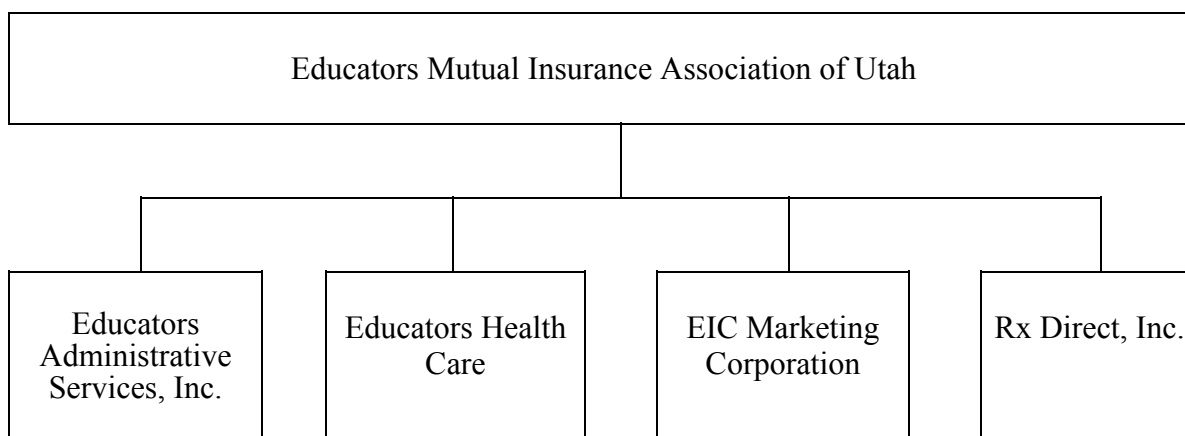 Educators Mutual Insurance Association of Utah
Educators
Administrative
Services, Inc.
Educators Health
Care
EIC Marketing
Corporation
Rx Direct, Inc.